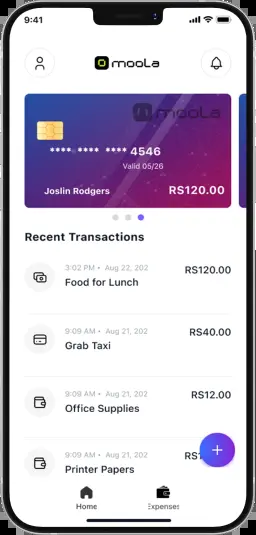 9:41
moola
moola
**** **** **** 4546
Valid 05/26
Joslin Rodgers
RS120.00
Recent Transactions
3:02 PM • Aug 22, 202
RS120.00
Food for Lunch
9:09 AM • Aug 21, 202
RS40.00
Grab Taxi
9:09 AM • Aug 21, 202
RS12.00
Office Supplies
9:09 AM • Aug 21, 202
Printer Papers
Home
Expenses